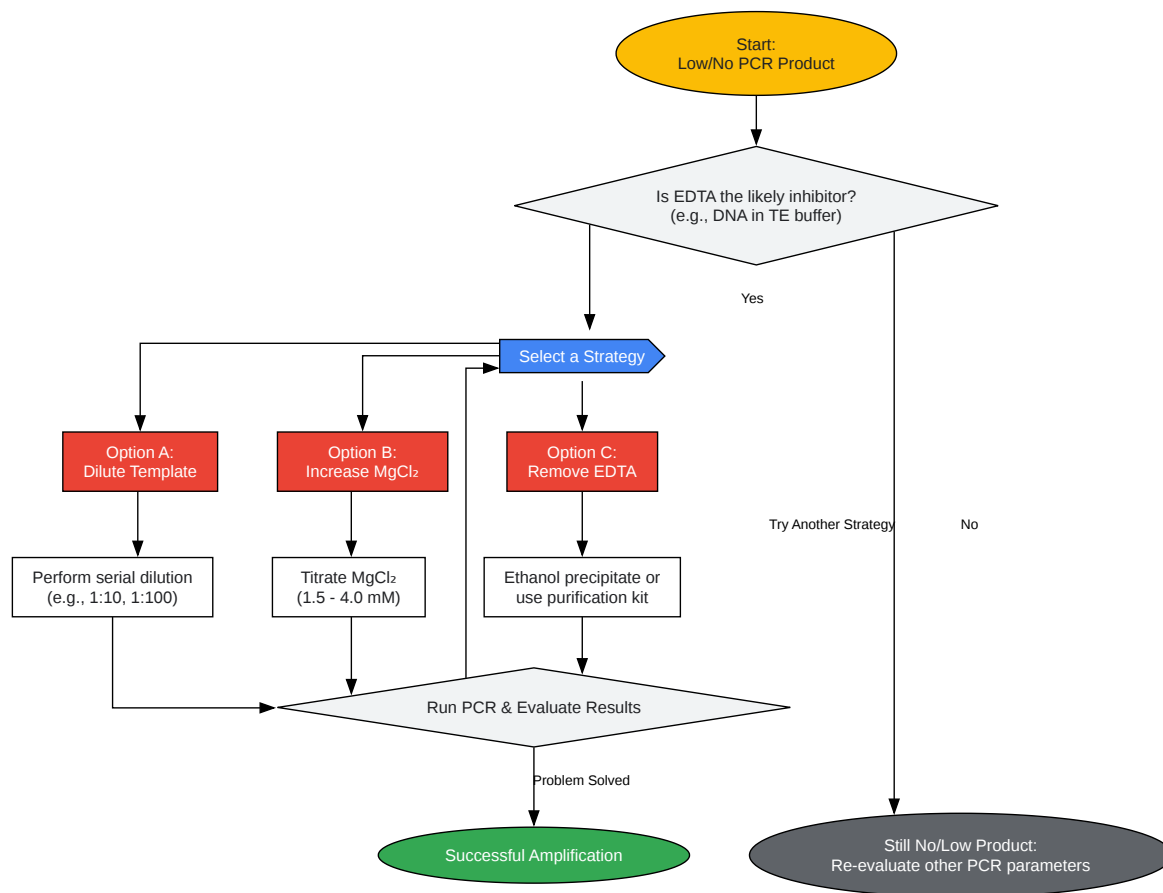 Start:
Low/No PCR Product
Is EDTA the likely inhibitor?
(e.g., DNA in TE buffer)
Yes
Select a Strategy
Option A:
Dilute Template
Option B:
Increase MgCl₂
Option C:
Remove EDTA
Try Another Strategy
No
Perform serial dilution
(e.g., 1:10, 1:100)
Titrate MgCl₂
(1.5 - 4.0 mM)
Ethanol precipitate or
use purification kit
Run PCR & Evaluate Results
Problem Solved
Successful Amplification
Still No/Low Product:
Re-evaluate other PCR parameters